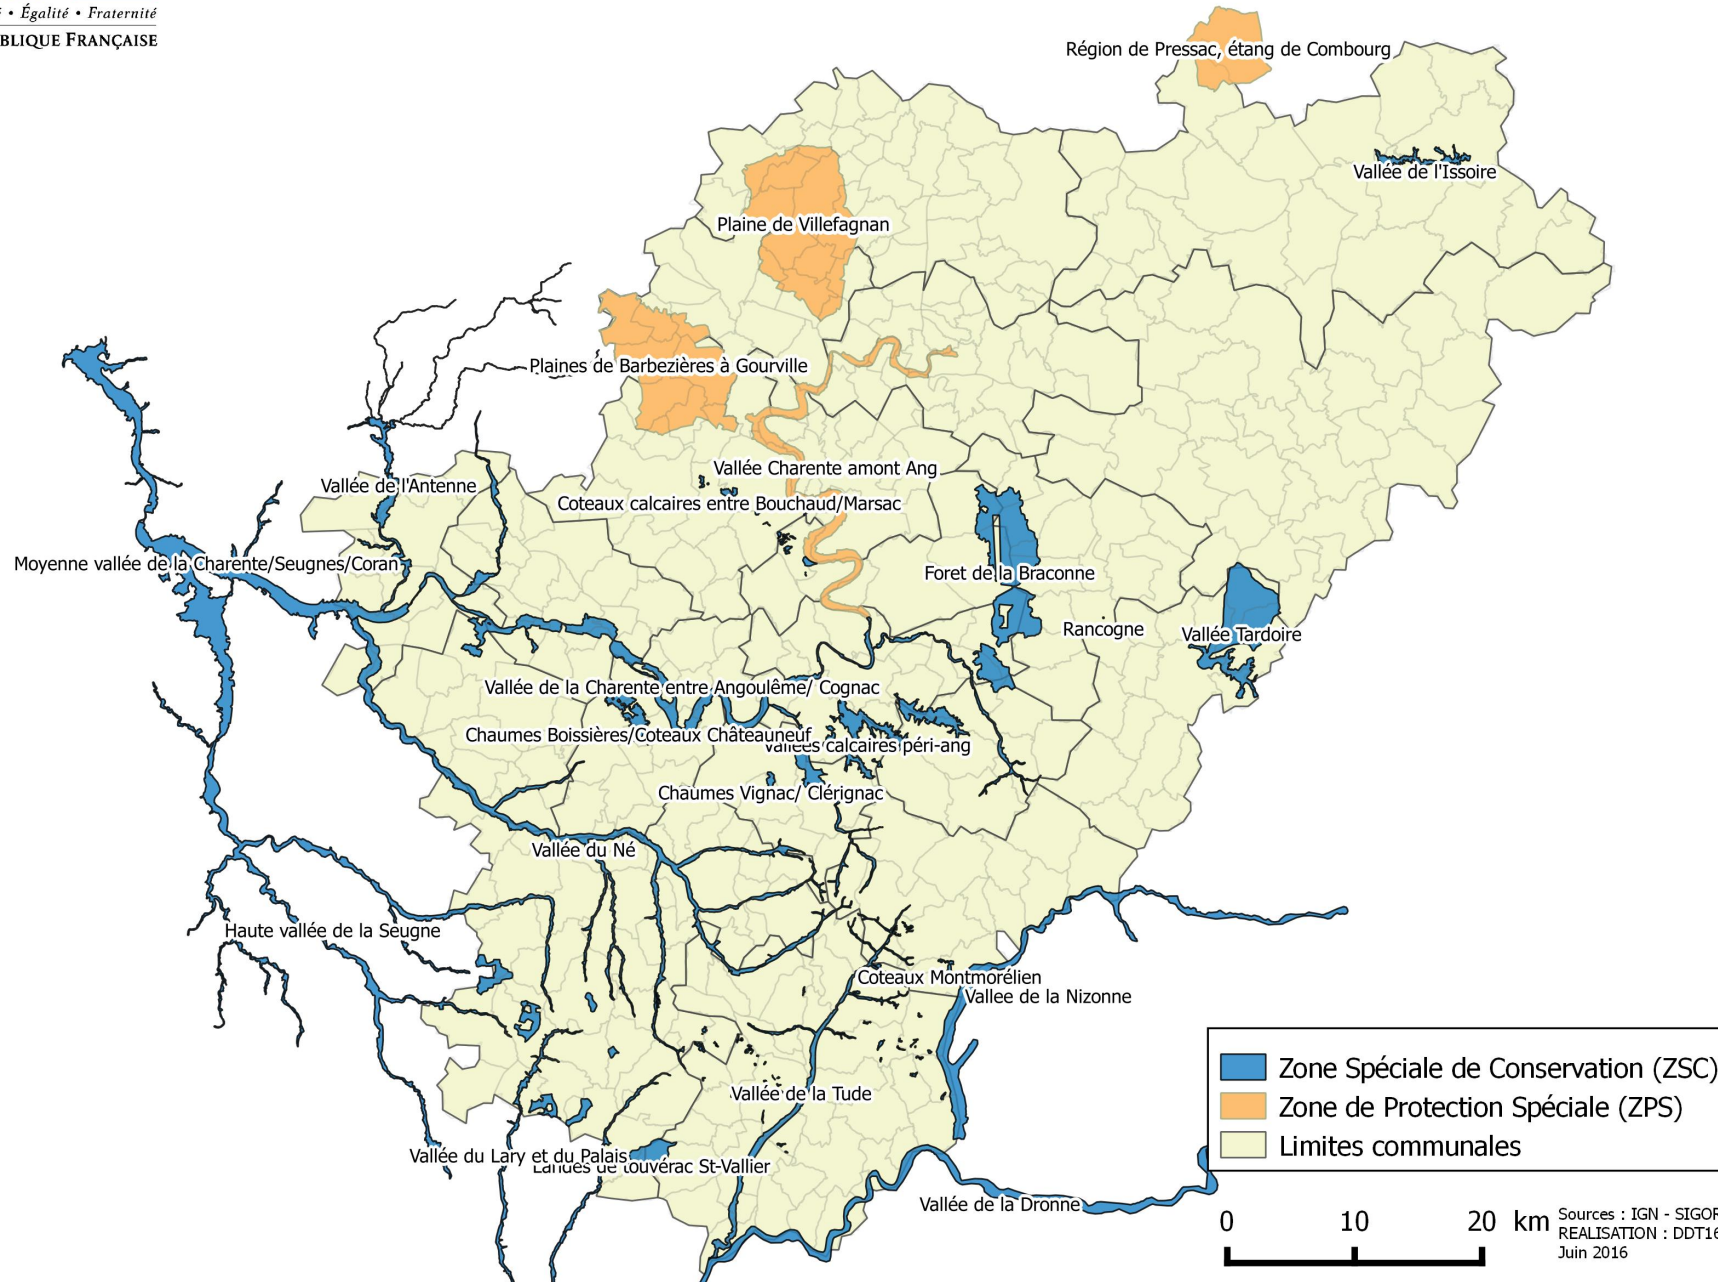 • Égalité • Fraternité
BLIQUE FRANÇAISE
Région de Pressac, étang de Combourg
Vallée de l'Issoire
Plaine de Villefagnan
Plaines de Barbezières à Gourville
Vallée Charente amont Ang
Vallée de l'Antenne
Coteaux calcaires entre Bouchaud/Marsac
Moyenne vallée de la Charente/Seugnes/Coran
Foret de la Braconne
Rancogne
Vallée Tardoire
Vallée de la Charente entre Angoulême/ Cognac
Chaumes Boissières/Coteaux Châteauneuf
Vallées calcaires péri-ang
Chaumes Vignac/ Clérignac
Vallée du Né
Haute vallée de la Seugne
Coteaux Montmorélien
Vallee de la Nizonne
Vallée de la Tude
Vallée du Lary et du Palais
Landes de touvérac St-Vallier
Vallée de la Dronne
Zone Spéciale de Conservation (ZSC)
Zone de Protection Spéciale (ZPS)
Limites communales
0 10 20 km
Sources : IGN - SIGOR
REALISATION : DDT16
Juin 2016